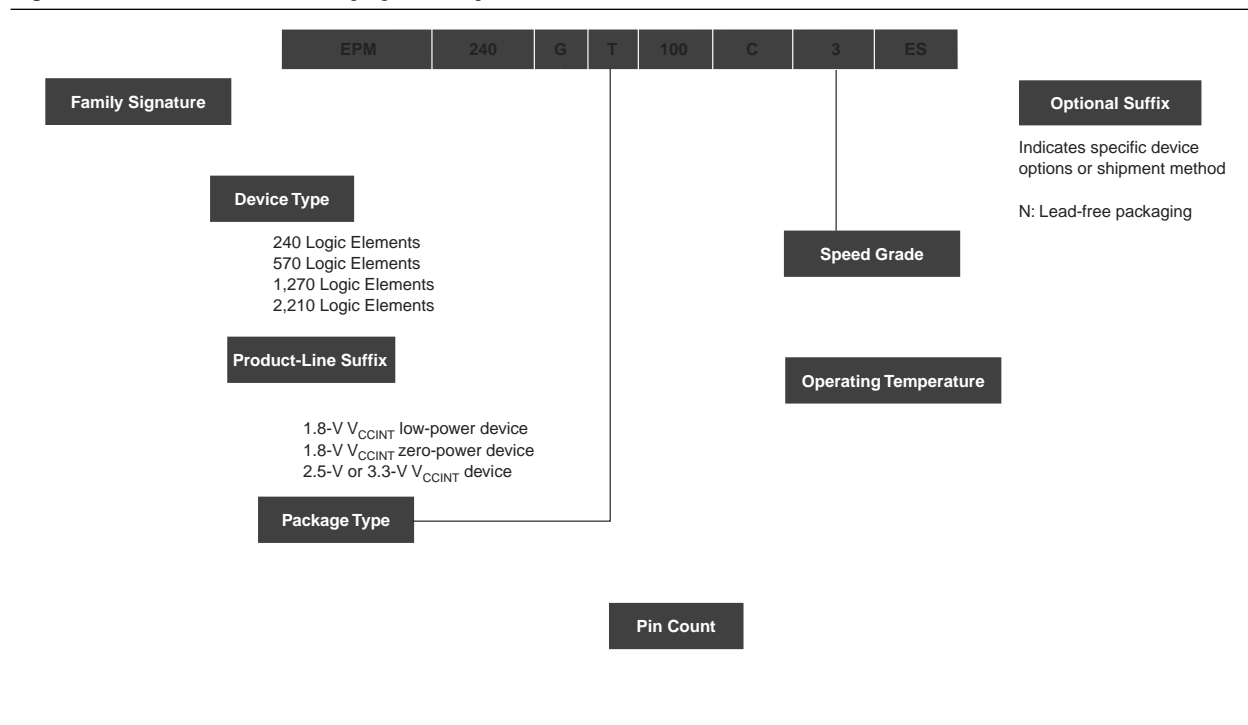 EPM 240 G T 100 C 3 ES
Family Signature
Optional Suffix
Indicates specific device
options or shipment method
N: Lead-free packaging
Device Type
240 Logic Elements
570 Logic Elements
1,270 Logic Elements
2,210 Logic Elements
Speed Grade
Product-Line Suffix
Operating Temperature
1.8-V VCCINT low-power device
1.8-V VCCINT zero-power device
2.5-V or 3.3-V VCCINT device
Package Type
Pin Count